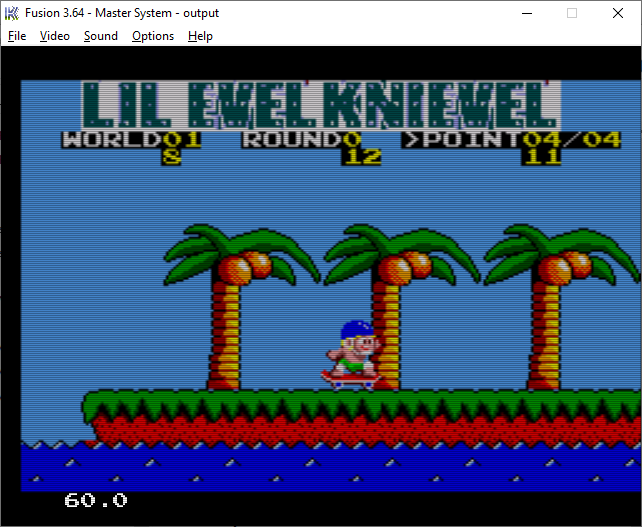 Fusion 3.64 - Master System - output
File Video Sound Options Help
LIL EVEL KNIEVEL
WORLD01 ROUND0 >POINT04/04
8 12 11
60.0